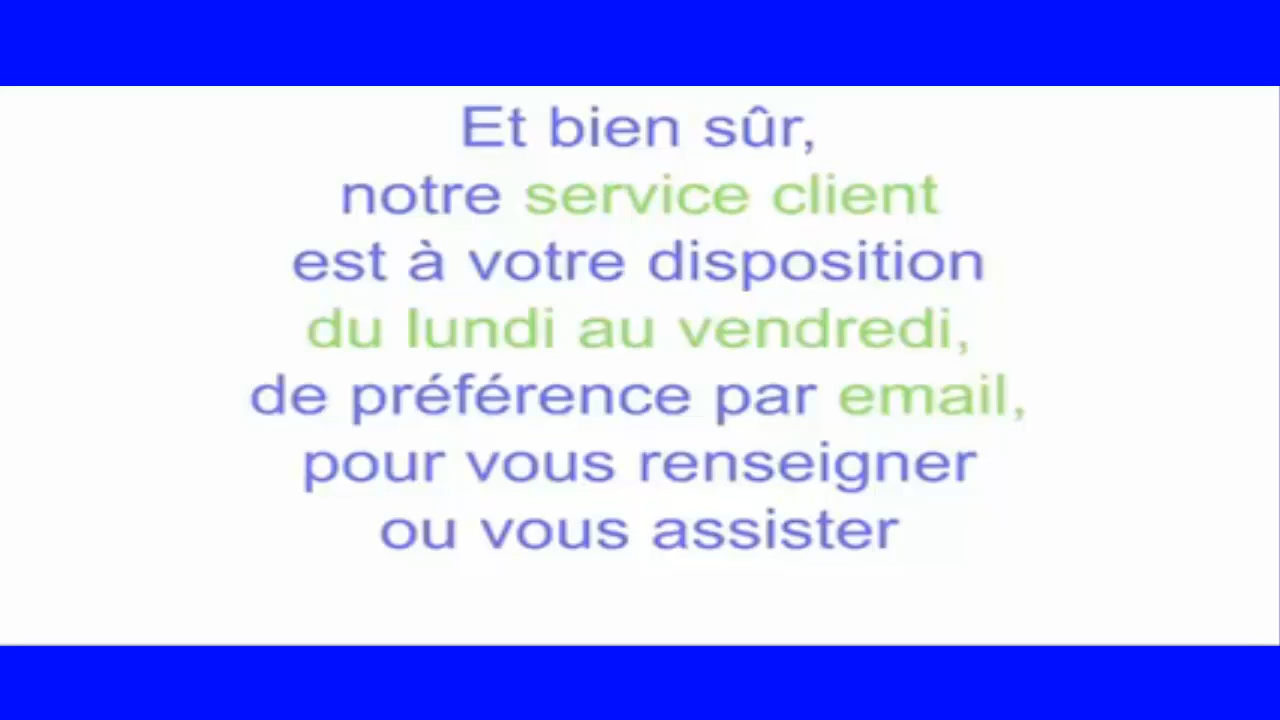 Et bien sûr,
notre service client
est à votre disposition
du lundi au vendredi,
de préférence par email,
pour vous renseigner
ou vous assister